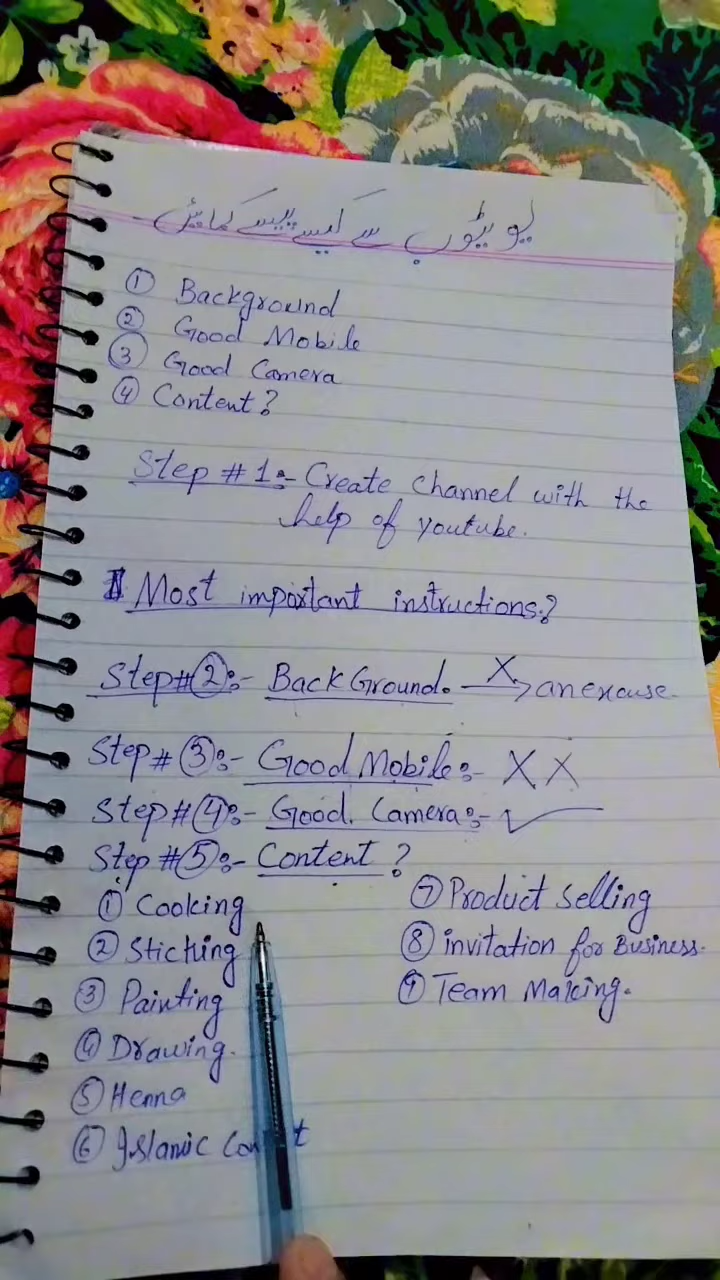 یوٹیوب سے کیسے پیسے کمائیں۔
① Background
② Good Mobile
③ Good Camera
④ Content?
Step # 1:- Create channel with the
help of youtube.
Most important instructions:?
Step#②:- BackGround. X → an excuse.
Step # ③:- Good Mobile:- X X
Step #④:- Good. Camera:- ✓
Step #⑤:- Content ?
① Cooking
② Sticking
③ Painting
④ Drawing.
⑤ Henna
⑥ Islamic
⑦ Product selling
⑧ invitation for Business.
⑨ Team Making.